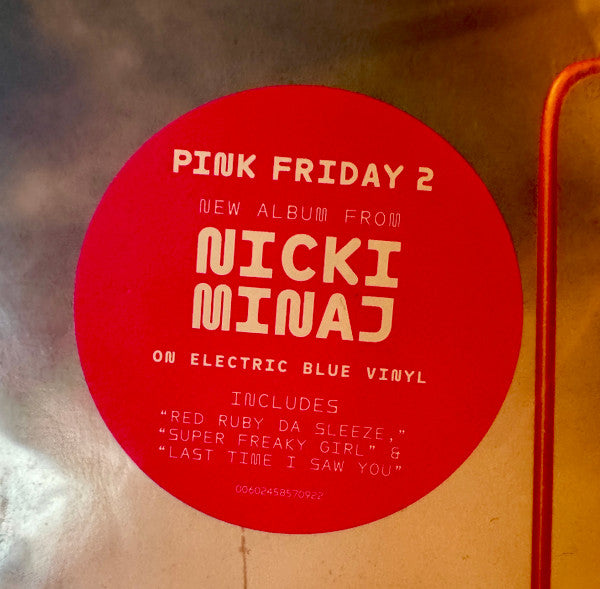 PINK FRIDAY 2
NEW ALBUM FROM
NICKI
MINAJ
ON ELECTRIC BLUE VINYL
INCLUDES
"RED RUBY DA SLEEZE,"
"SUPER FREAKY GIRL" &
"LAST TIME I SAW YOU"
00602458570922